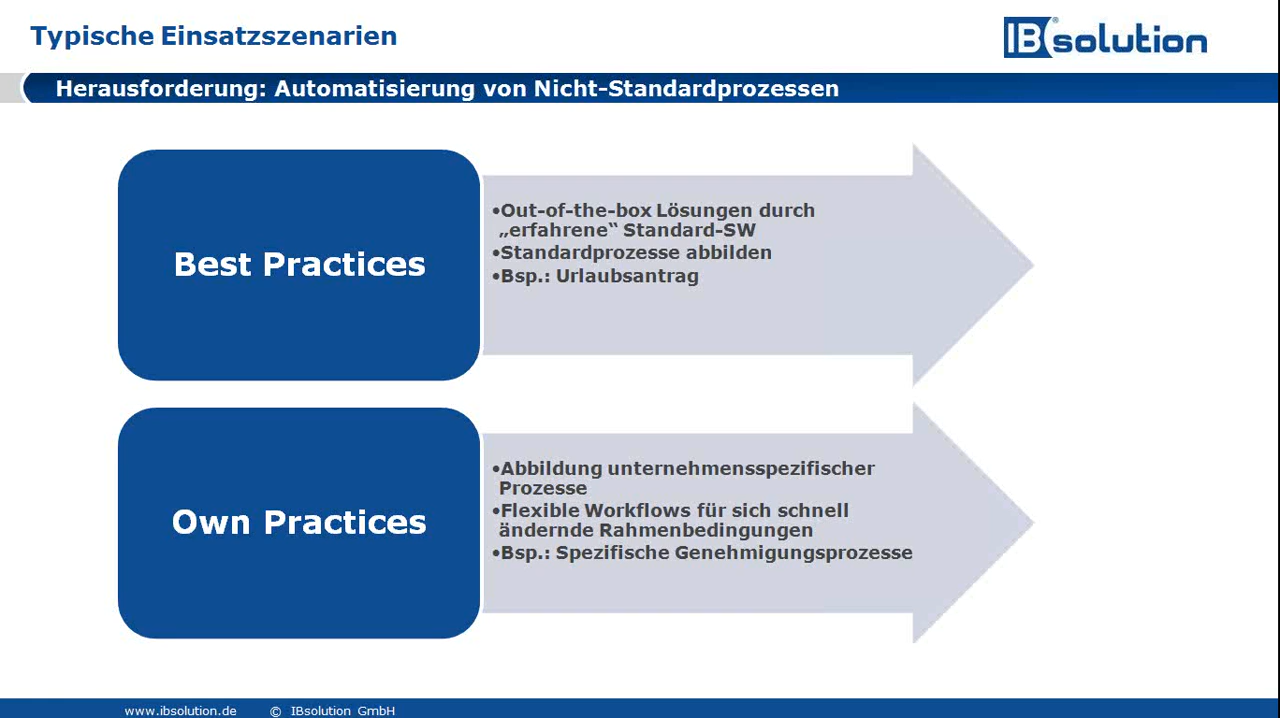 Typische Einsatzszenarien
IBsolution®
Herausforderung: Automatisierung von Nicht-Standardprozessen
Best Practices
•Out-of-the-box Lösungen durch
„erfahrene“ Standard-SW
•Standardprozesse abbilden
•Bsp.: Urlaubsantrag
Own Practices
•Abbildung unternehmensspezifischer
Prozesse
•Flexible Workflows für sich schnell
ändernde Rahmenbedingungen
•Bsp.: Spezifische Genehmigungsprozesse
www.ibsolution.de © IBsolution GmbH